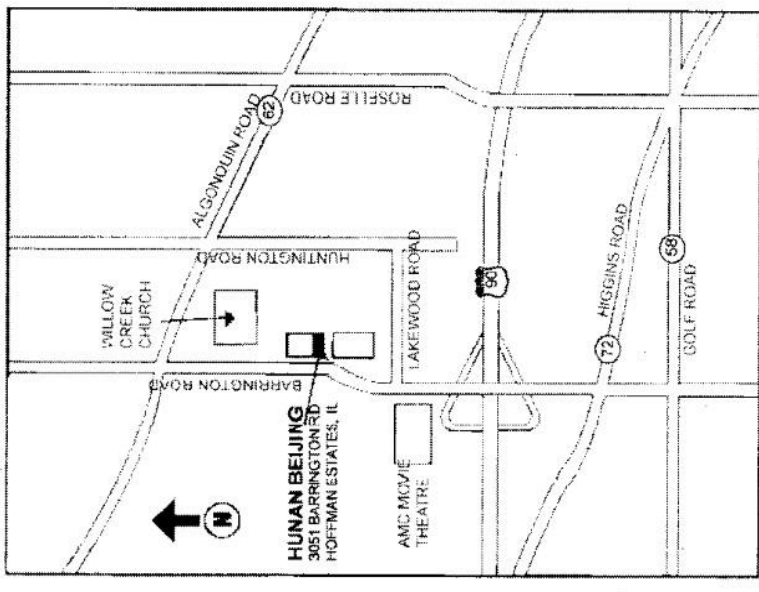 WILLOW
CREEK
CHURCH
ALGONQUIN ROAD
62
ROSELLE ROAD
HUNTINGTON ROAD
BARRINGTON ROAD
N
HUNAN BEIJING
3051 BARRINGTON RD
HOFFMAN ESTATES, IL
LAKEWOOD ROAD
AMC MOVIE
THEATRE
90
72
HIGGINS ROAD
58
GOLF ROAD